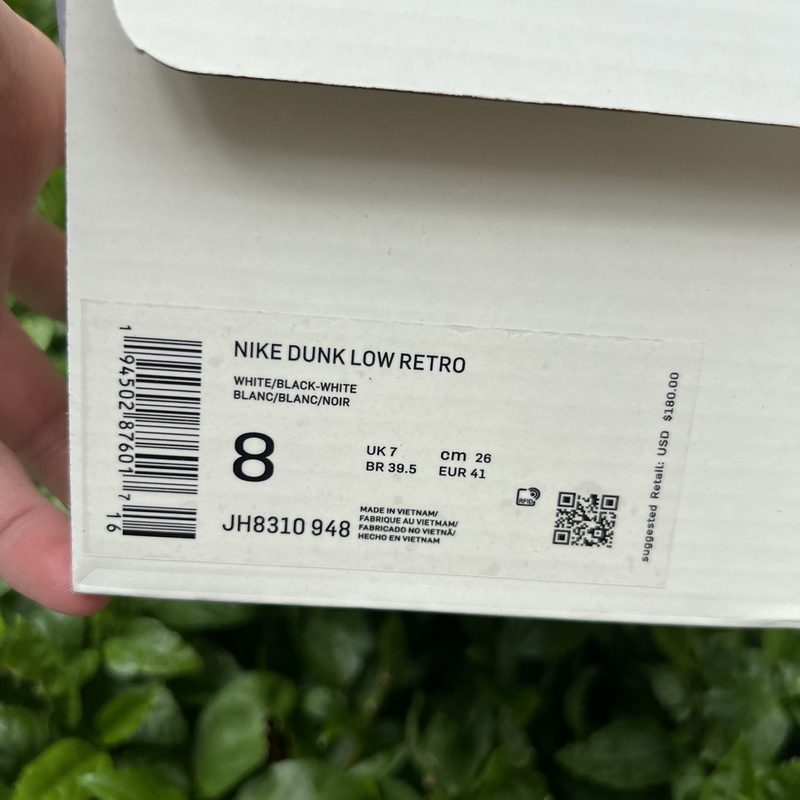 NIKE DUNK LOW RETRO
WHITE/BLACK-WHITE
BLANC/BLANC/NOIR
8
UK 7
cm 26
BR 39.5
EUR 41
JH8310 948
MADE IN VIETNAM/
FABRIQUE AU VIETMAM/
FABRICADO NO VIETNÃ/
HECHO EN VIETNAM
RFID
1 94502 87601 7
16
suggested Retail: USD $180.00